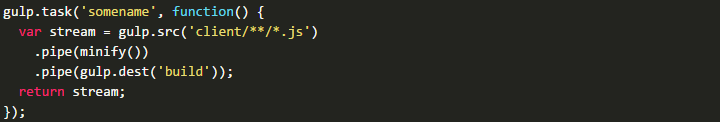 gulp.task('somename', function() {
  var stream = gulp.src('client/**/*.js')
    .pipe(minify())
    .pipe(gulp.dest('build'));
  return stream;
});